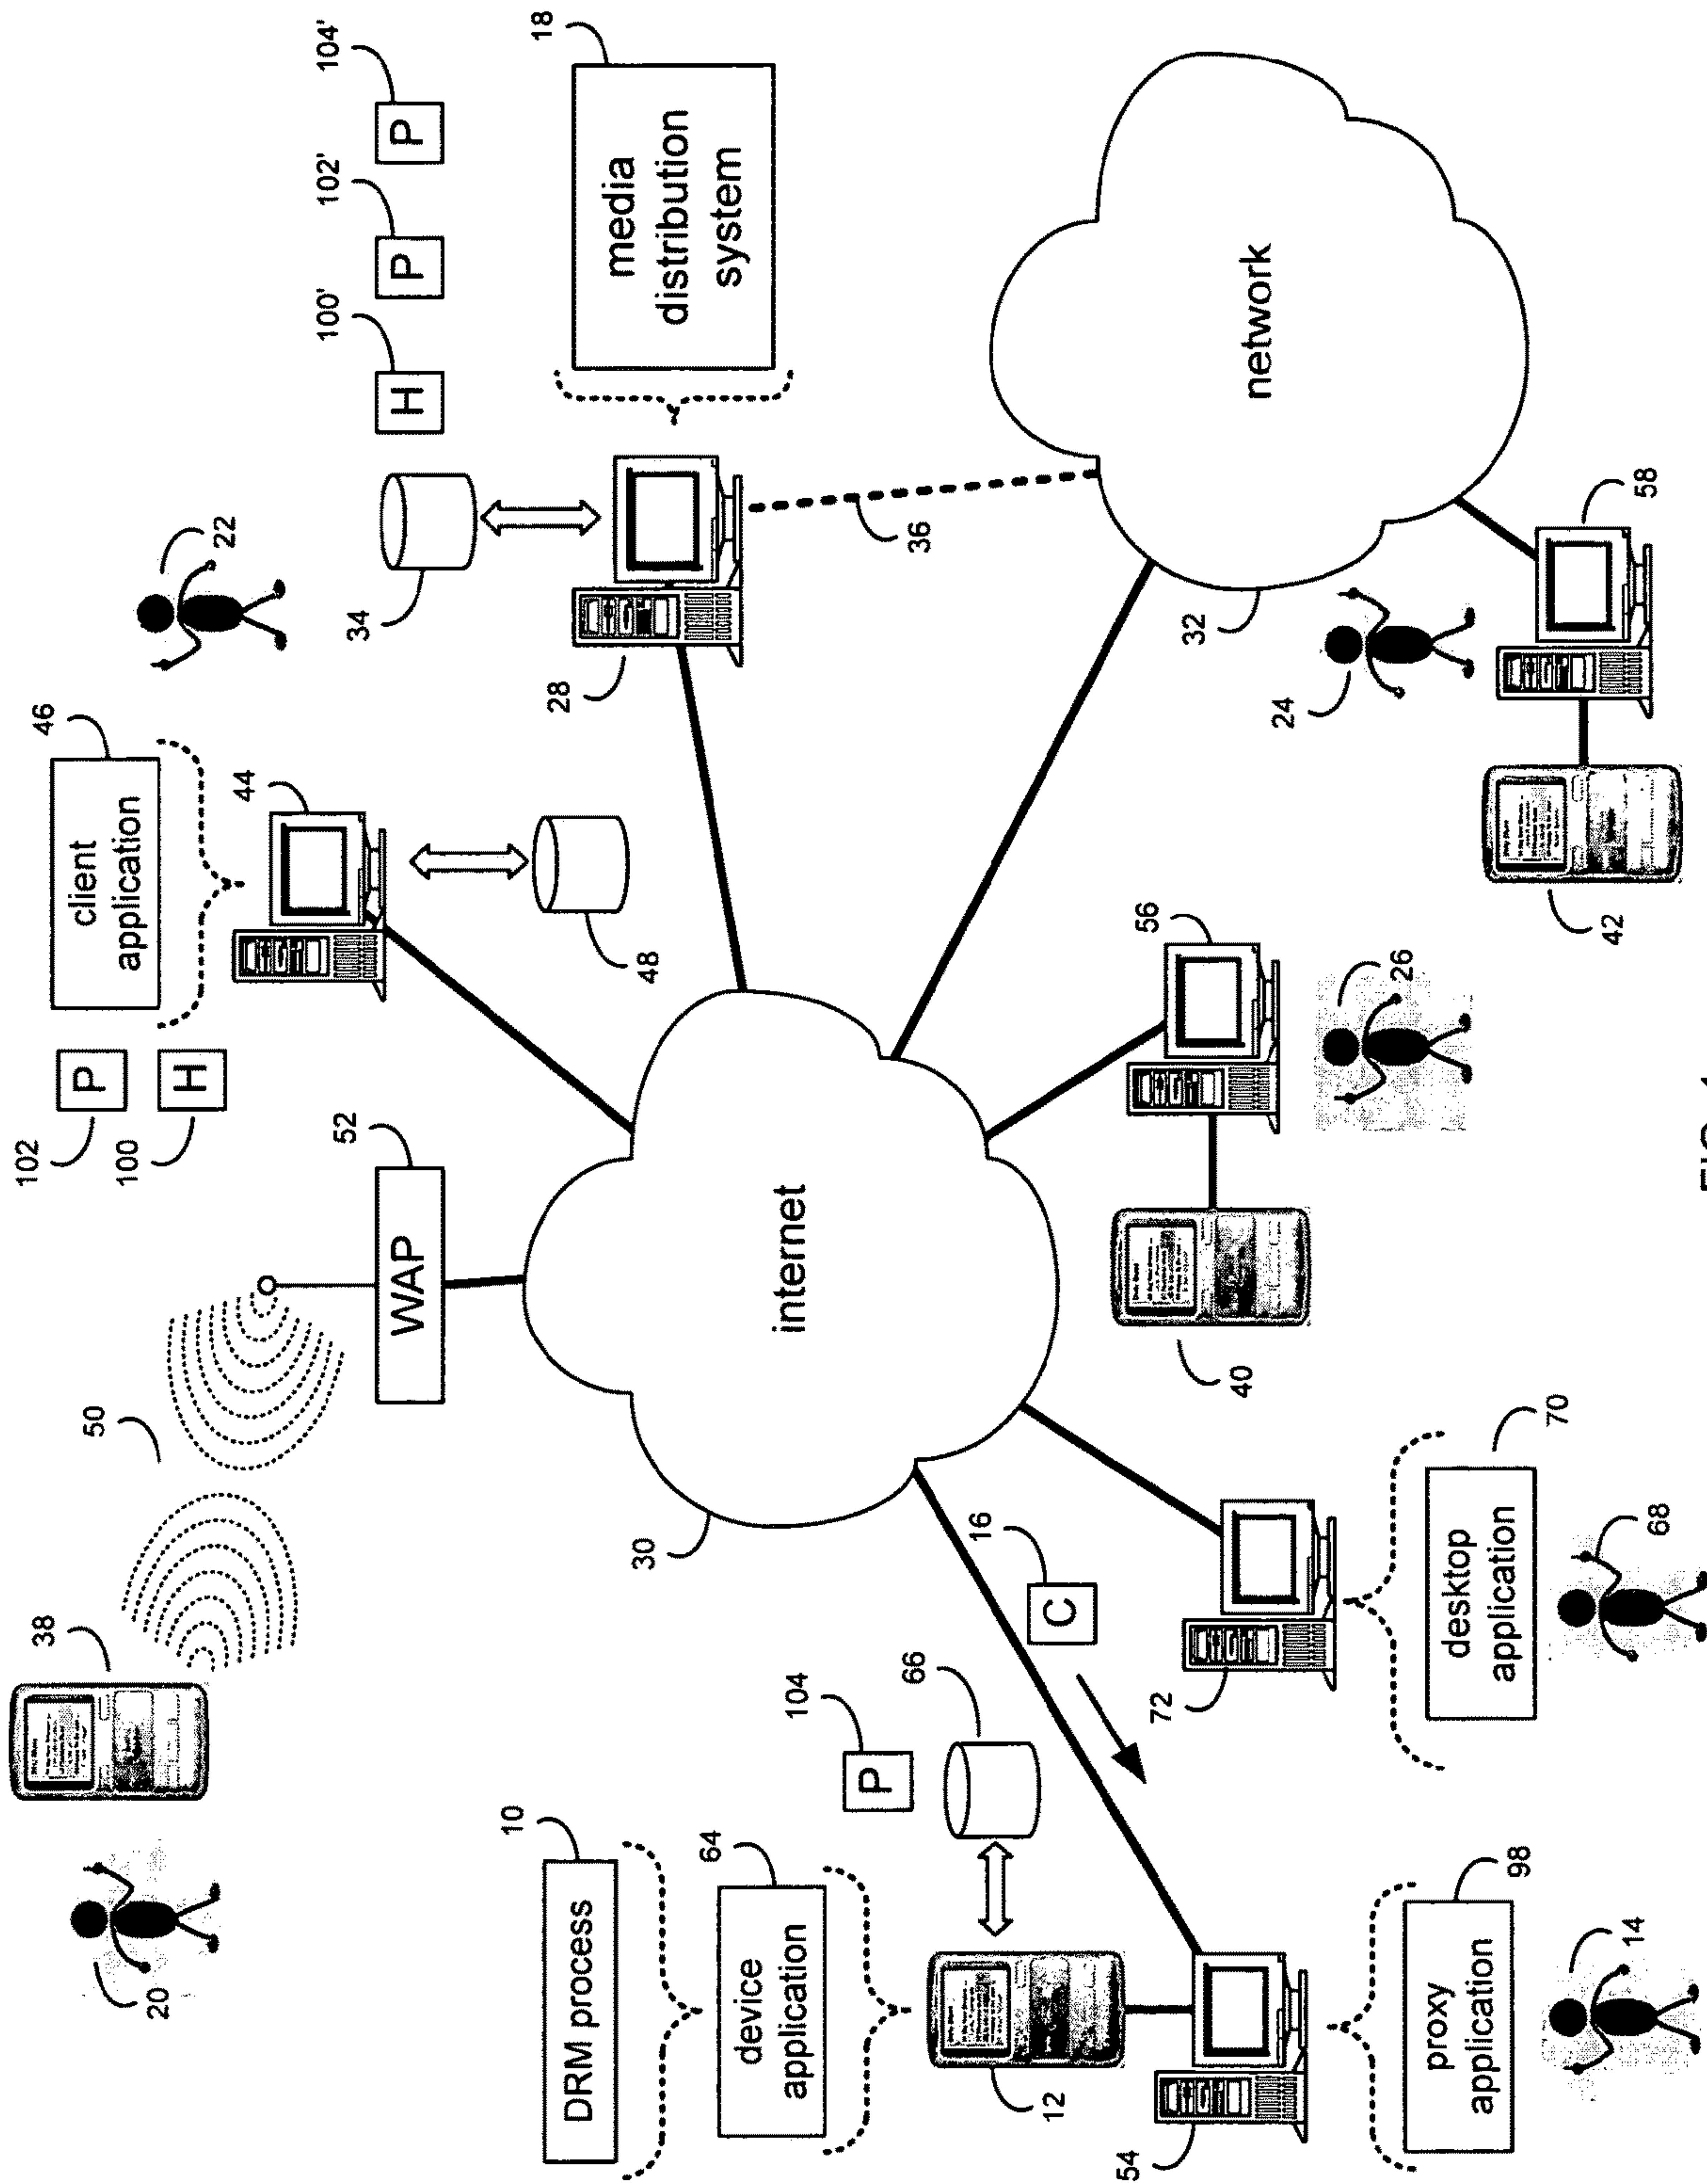 20
38
50
102
P
100
H
client
application
46
22
10
DRM process
64
device
application
104
P
66
12
54
proxy
application
98
14
WAP
52
44
48
34
28
H
100'
P
102'
P
104'
media
distribution
system
18
30
internet
36
16
C
72
desktop
application
70
68
40
56
26
32
network
24
42
58
FIG. 1